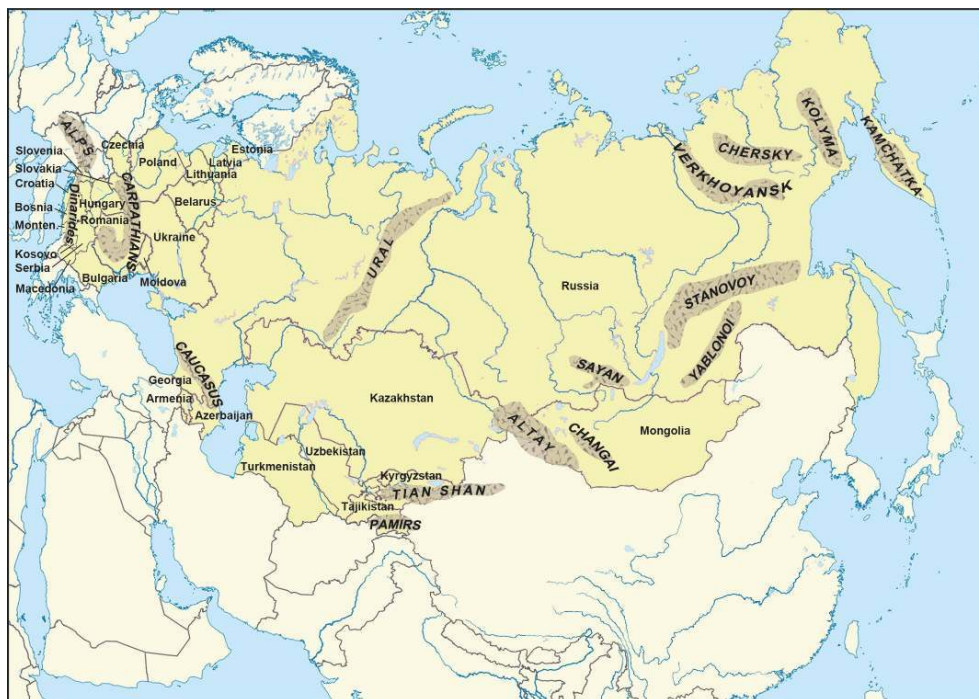 ALPS
Slovenia
Slovakia
Croatia
Bosnia
Monten.
Kosovo
Serbia
Macedonia
Dinarides
Czechia
Poland
Hungary
Romania
CARPATHIANS
Bulgaria
Moldova
Ukraine
Belarus
Lithuania
Latvia
Estonia
URAL
Russia
CAUCASUS
Georgia
Armenia
Azerbaijan
Kazakhstan
Uzbekistan
Turkmenistan
Kyrgyzstan
Tajikistan
TIAN SHAN
PAMIRS
ALTAY
CHANGAI
Mongolia
SAYAN
YABLONOI
STANOVOY
VERKHOYANSK
CHERSKY
KOLYMA
KAMCHATKA